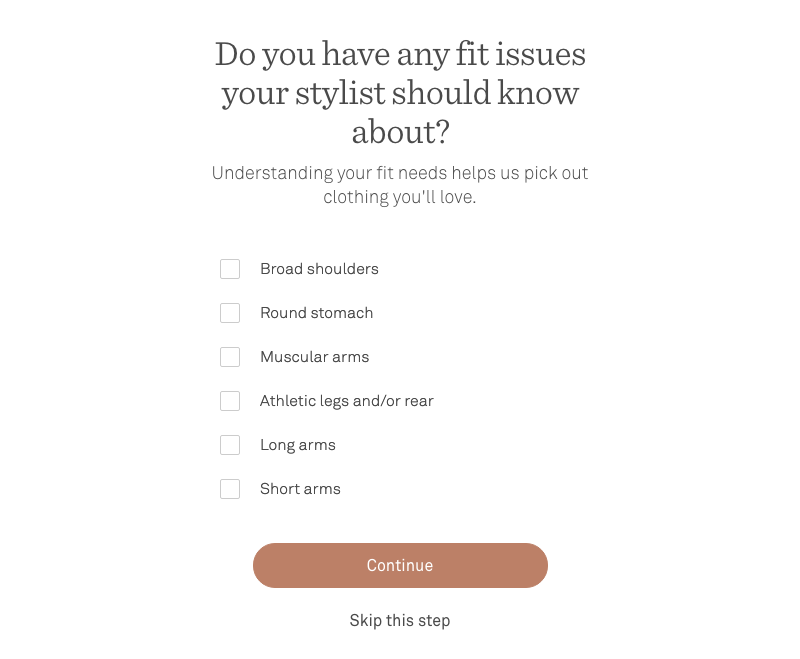 Do you have any fit issues
your stylist should know
about?
Understanding your fit needs helps us pick out
clothing you'll love.
Broad shoulders
Round stomach
Muscular arms
Athletic legs and/or rear
Long arms
Short arms
Continue
Skip this step